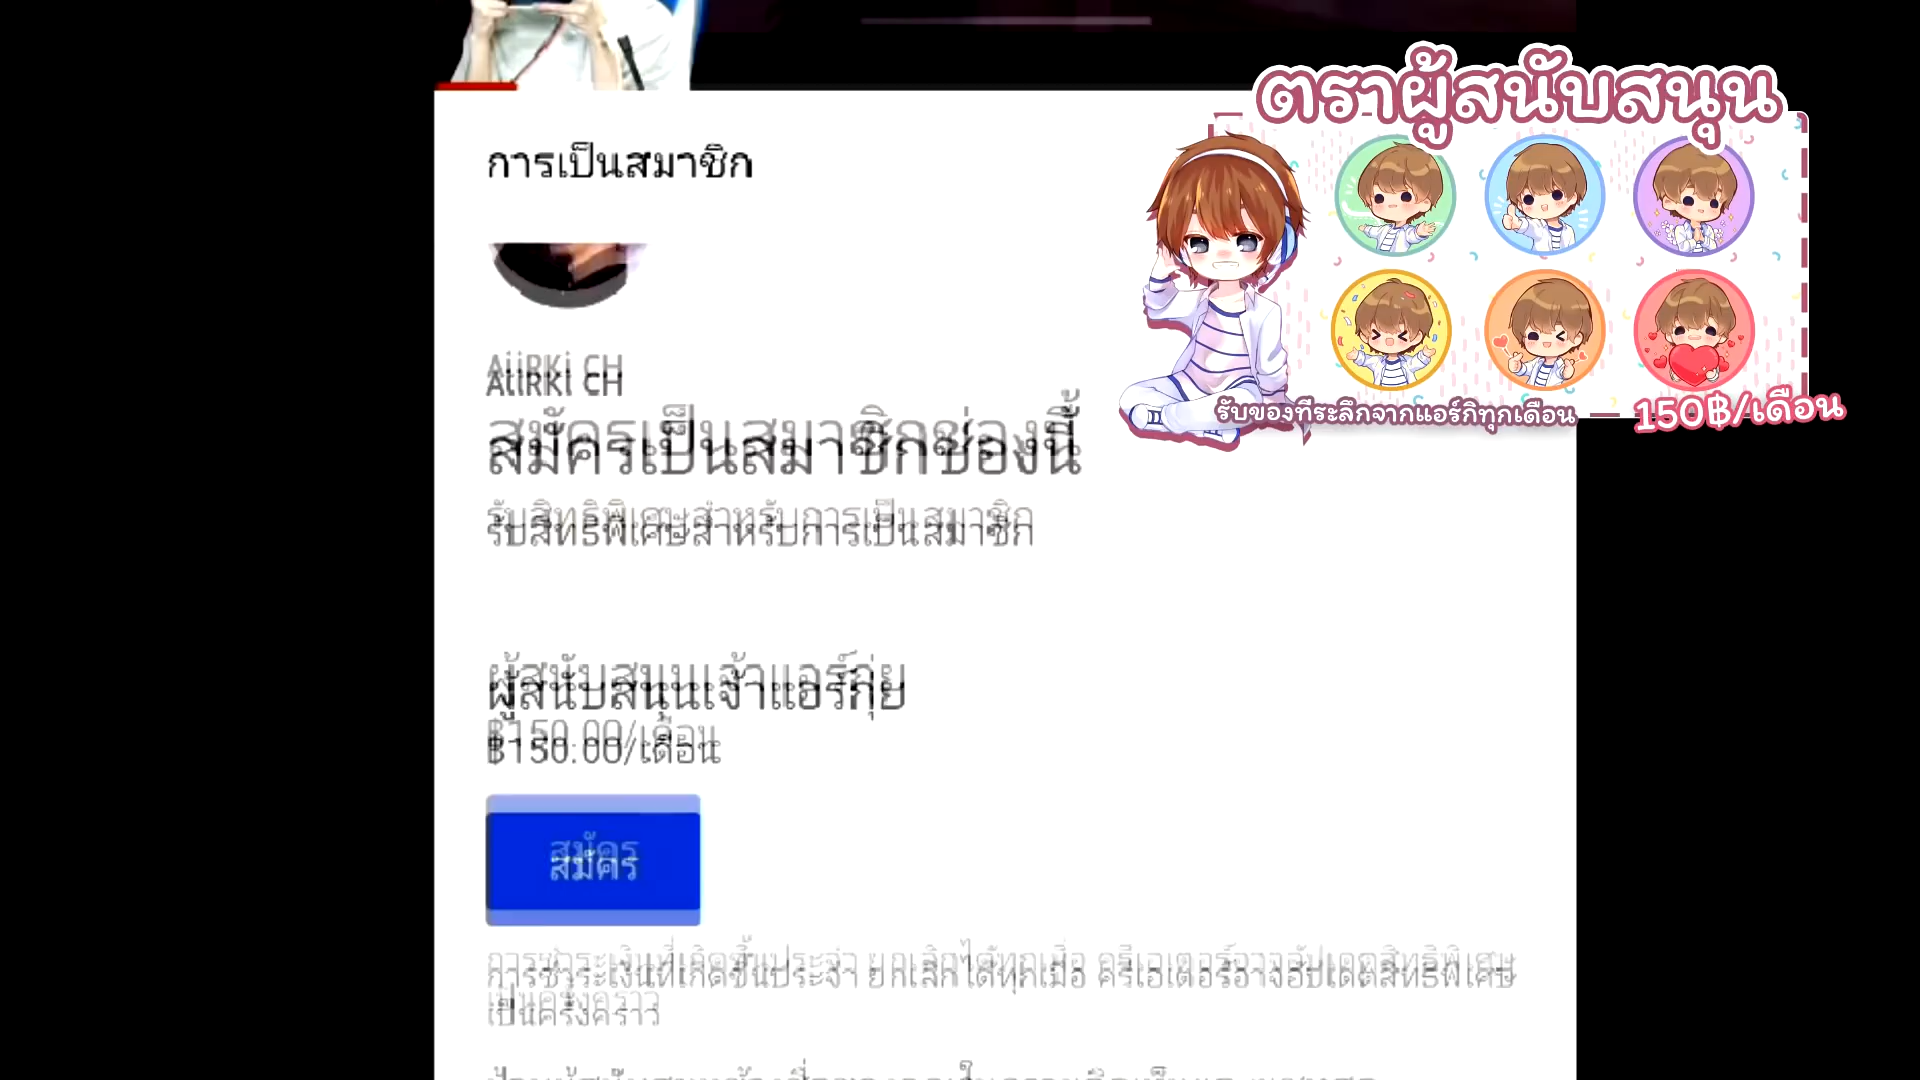 ตราผู้สนับสนุน
การเป็นสมาชิก
AiiRKi CH
สมัครเป็นสมาชิกช่องนี้
รับสิทธิพิเศษสำหรับการเป็นสมาชิก
รับของที่ระลึกจากแอร์กิทุกเดือน
150฿/เดือน
ผู้สนับสนุนเจ้าแอร์กุ่ย
฿150.00/เดือน
สมัคร
การชำระเงินที่เกิดขึ้นประจำ ยกเลิกได้ทุกเมื่อ ครีเอเตอร์อาจอัปเดตสิทธิพิเศษ
เป็นครั้งคราว